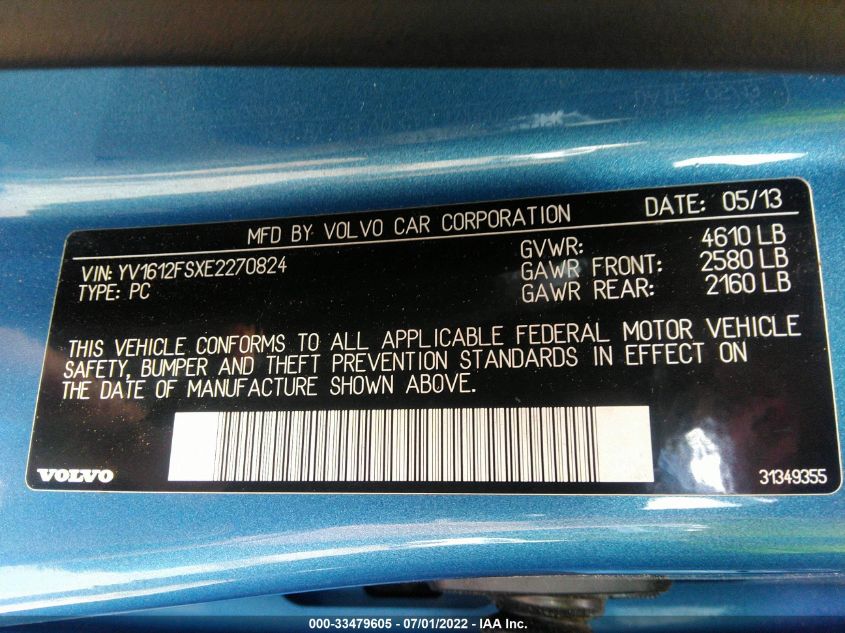 MFD BY VOLVO CAR CORPORATION DATE: 05/13
VIN: YV1612FSXE2270824 GVWR: 4610 LB
TYPE: PC GAWR FRONT: 2580 LB
GAWR REAR: 2160 LB
THIS VEHICLE CONFORMS TO ALL APPLICABLE FEDERAL MOTOR VEHICLE
SAFETY, BUMPER AND THEFT PREVENTION STANDARDS IN EFFECT ON
THE DATE OF MANUFACTURE SHOWN ABOVE.
VOLVO 31349355
000-33479605 - 07/01/2022 - IAA Inc.